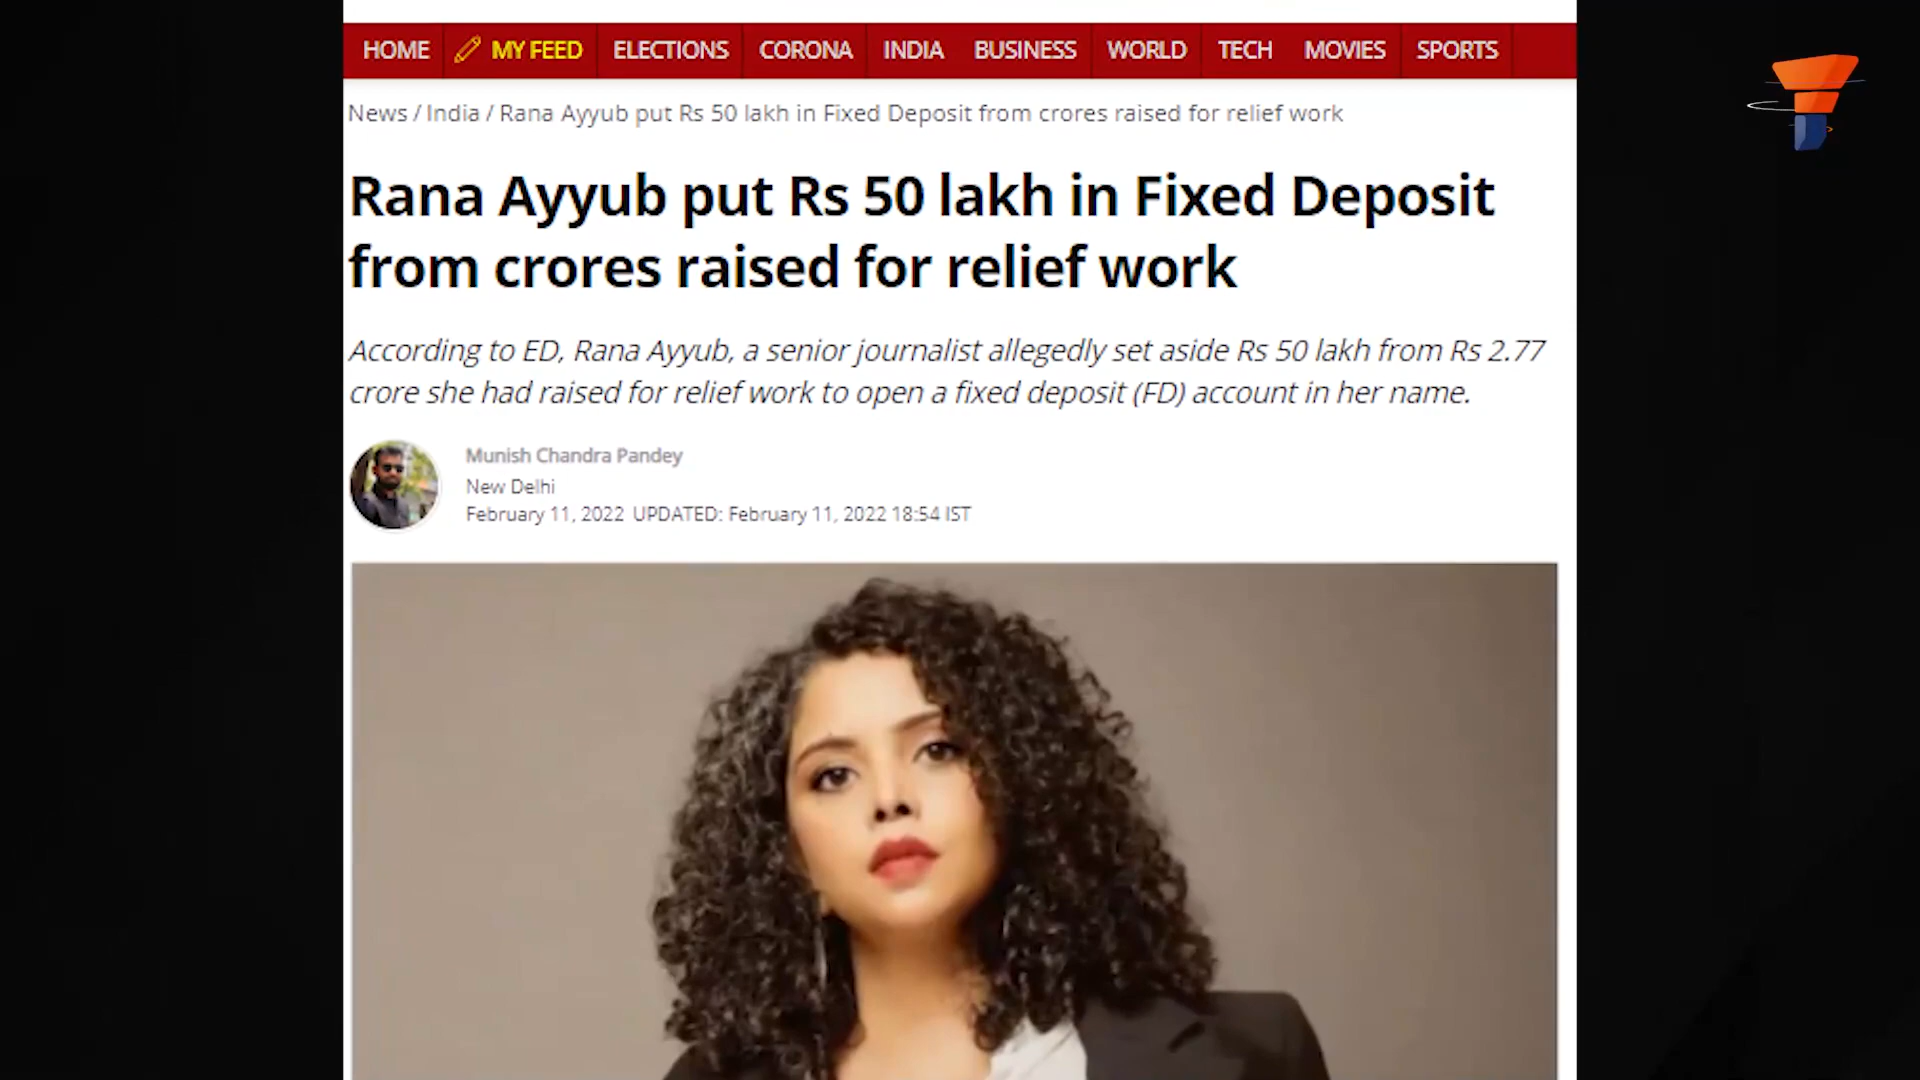 HOME MY FEED ELECTIONS CORONA INDIA BUSINESS WORLD TECH MOVIES SPORTS
News / India / Rana Ayyub put Rs 50 lakh in Fixed Deposit from crores raised for relief work
Rana Ayyub put Rs 50 lakh in Fixed Deposit
from crores raised for relief work
According to ED, Rana Ayyub, a senior journalist allegedly set aside Rs 50 lakh from Rs 2.77
crore she had raised for relief work to open a fixed deposit (FD) account in her name.
Munish Chandra Pandey
New Delhi
February 11, 2022 UPDATED: February 11, 2022 18:54 IST